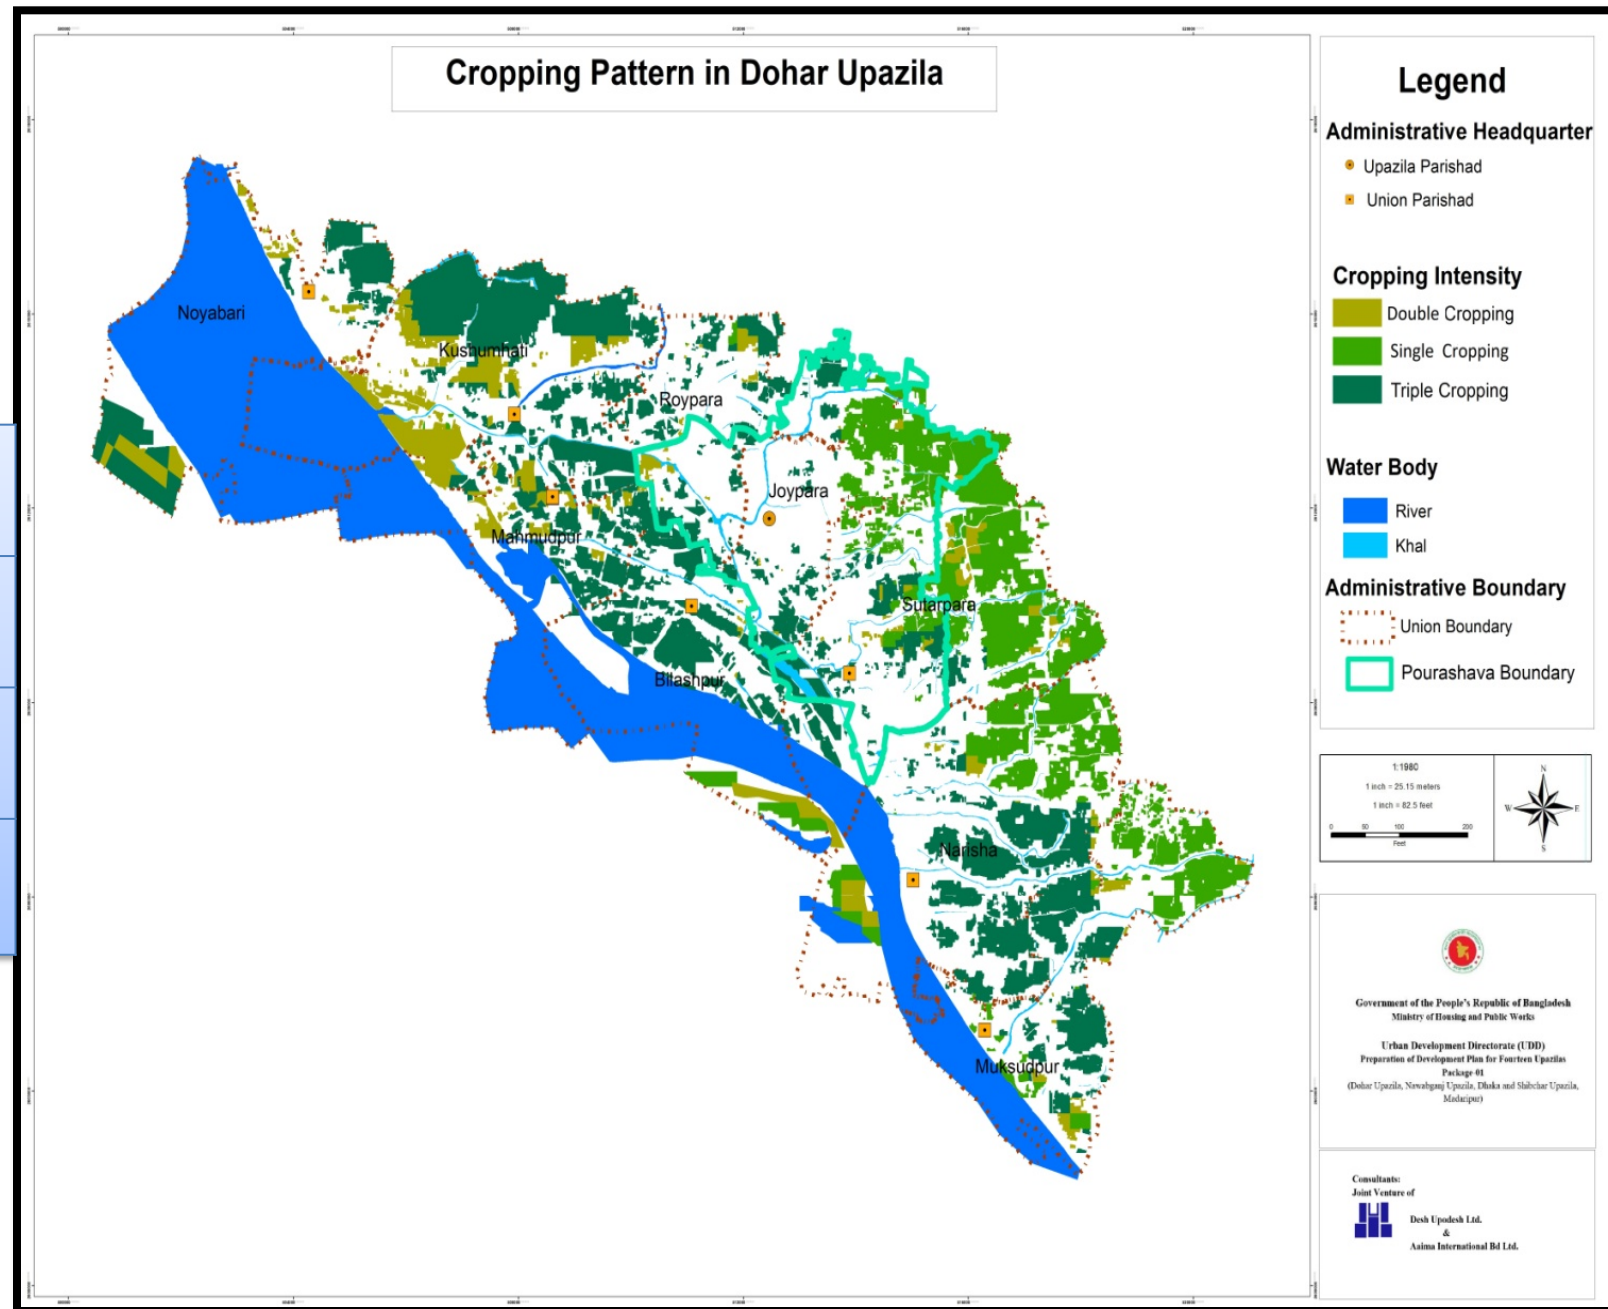 Cropping Pattern in Dohar Upazila
Noyabari
Kushumhati
Roypara
Joypara
Mahmudpur
Sutarpara
Bilashpur
Narisha
Muksudpur
Legend
Administrative Headquarter
Upazila Parishad
Union Parishad
Cropping Intensity
Double Cropping
Single Cropping
Triple Cropping
Water Body
River
Khal
Administrative Boundary
Union Boundary
Pourashava Boundary
1:1980
1 inch = 25.15 meters
1 inch = 82.5 feet
0 50 100 200
Feet
N
W E
S
Government of the People's Republic of Bangladesh
Ministry of Housing and Public Works
Urban Development Directorate (UDD)
Preparation of Development Plan for Fourteen Upazilas
Package-01
(Dohar Upazila, Nawabganj Upazila, Dhaka and Shibchar Upazila,
Madaripur)
Consultants:
Joint Venture of
Desh Upodesh Ltd.
&
Aaima International Bd Ltd.